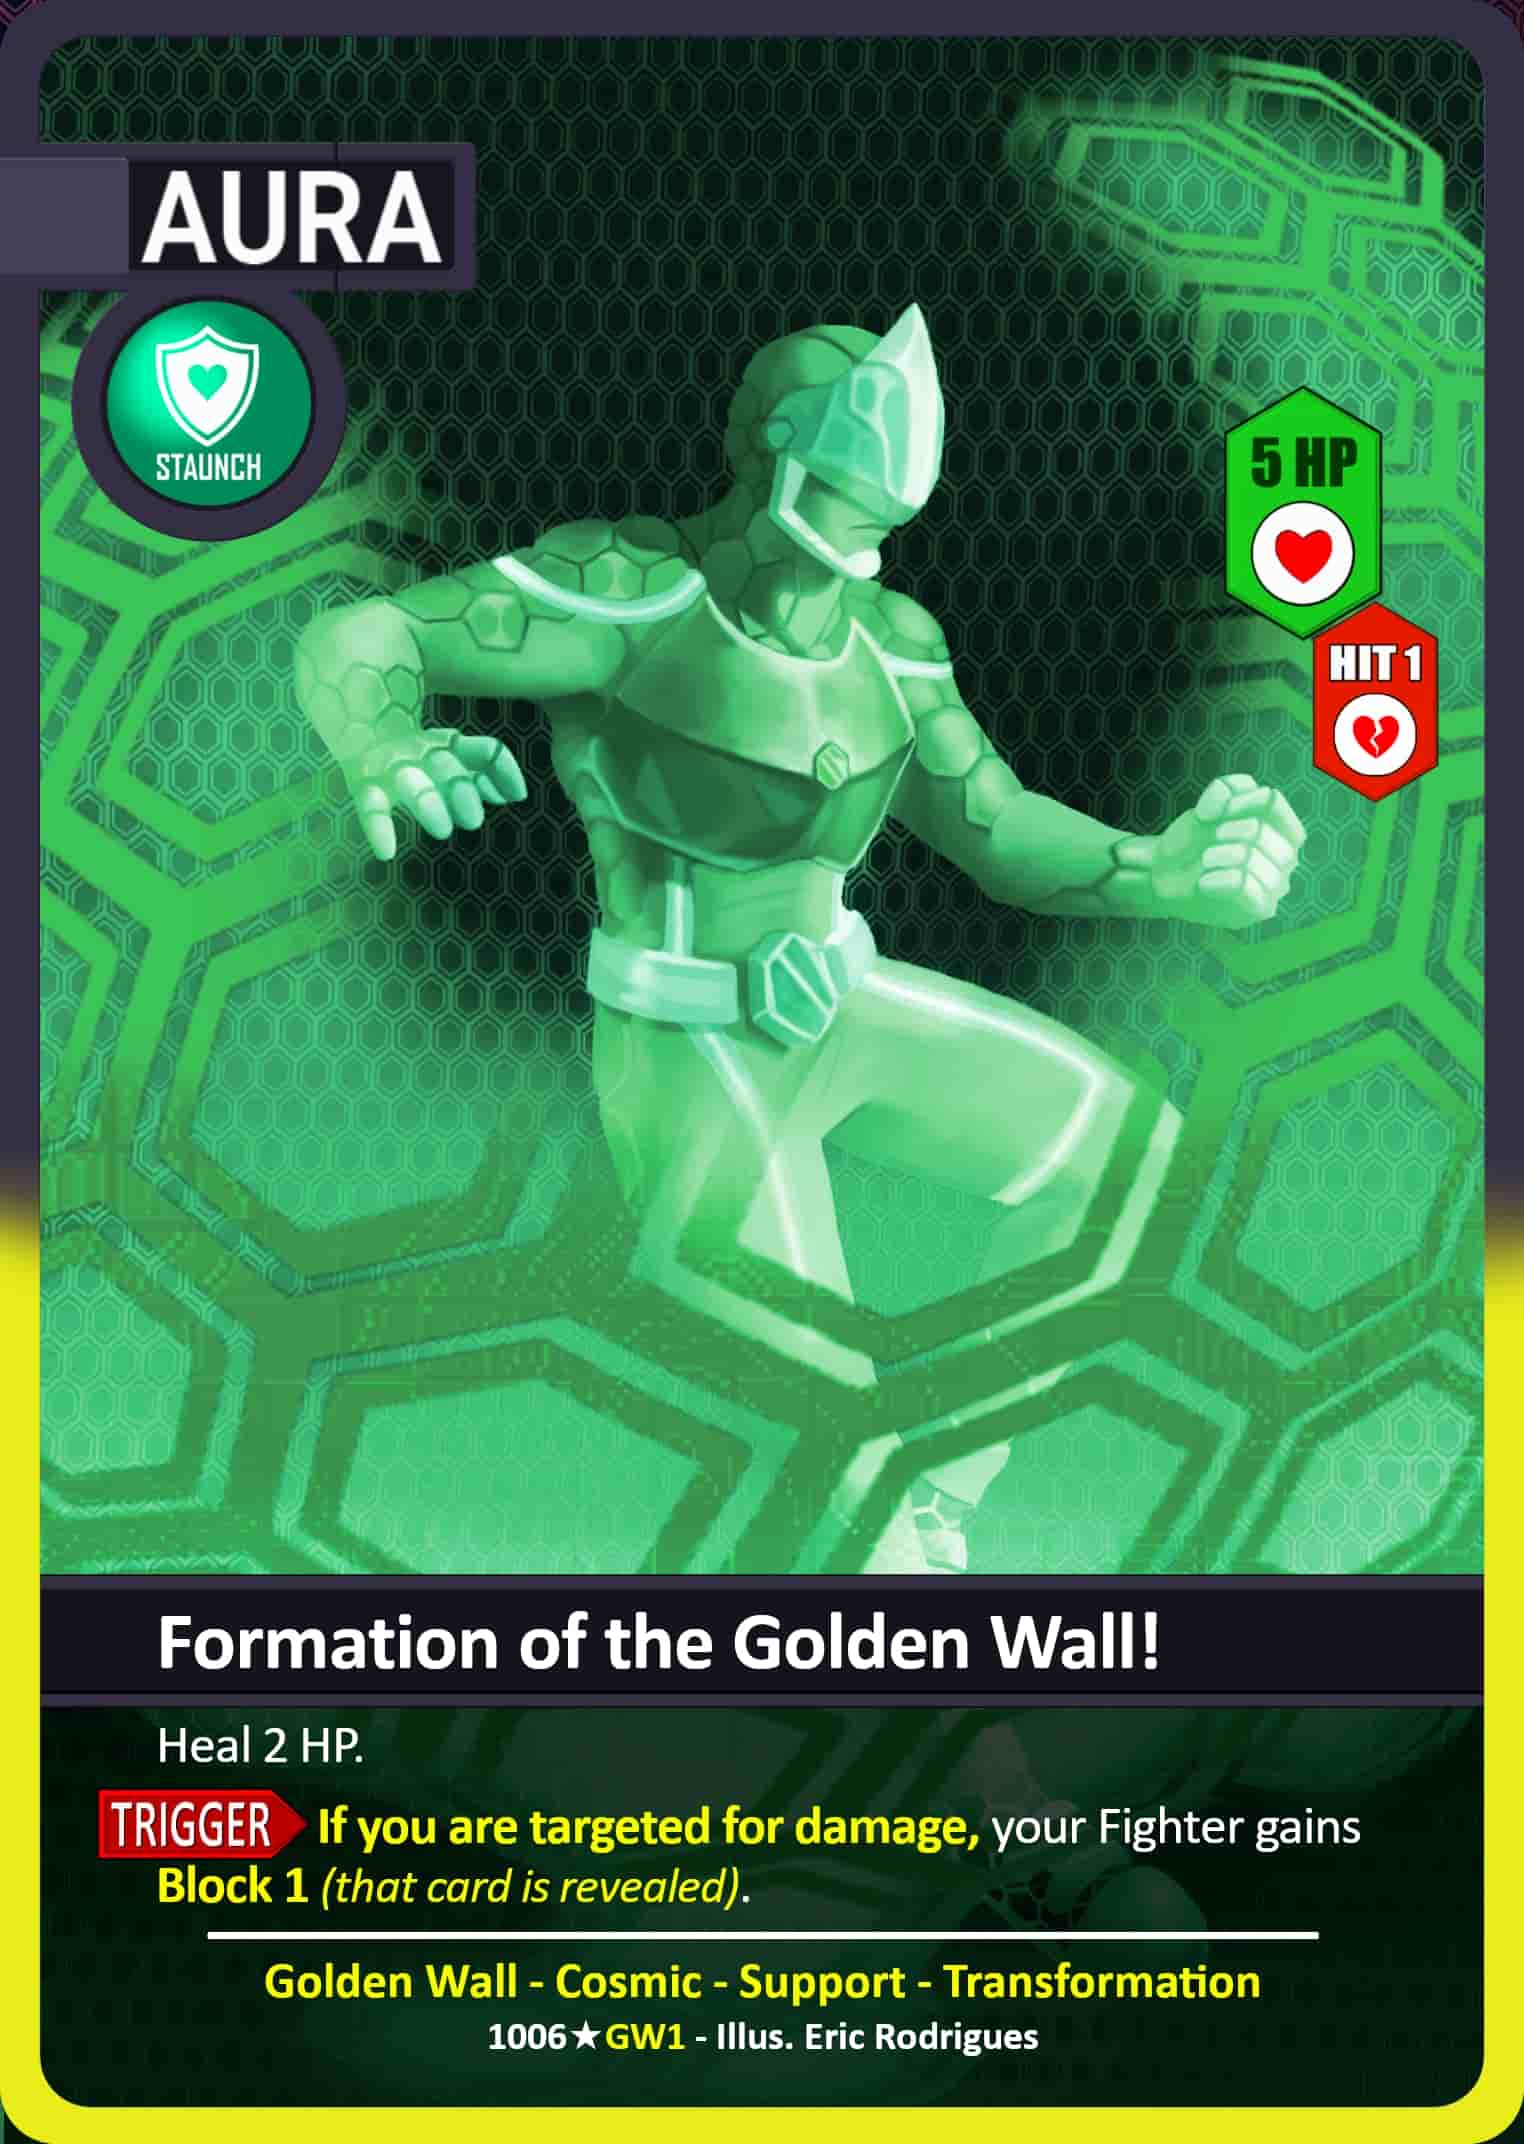 AURA
STAUNCH
5 HP
HIT 1
Formation of the Golden Wall!
Heal 2 HP.
TRIGGER If you are targeted for damage, your Fighter gains
Block 1 (that card is revealed).
Golden Wall - Cosmic - Support - Transformation
1006★GW1 - Illus. Eric Rodrigues